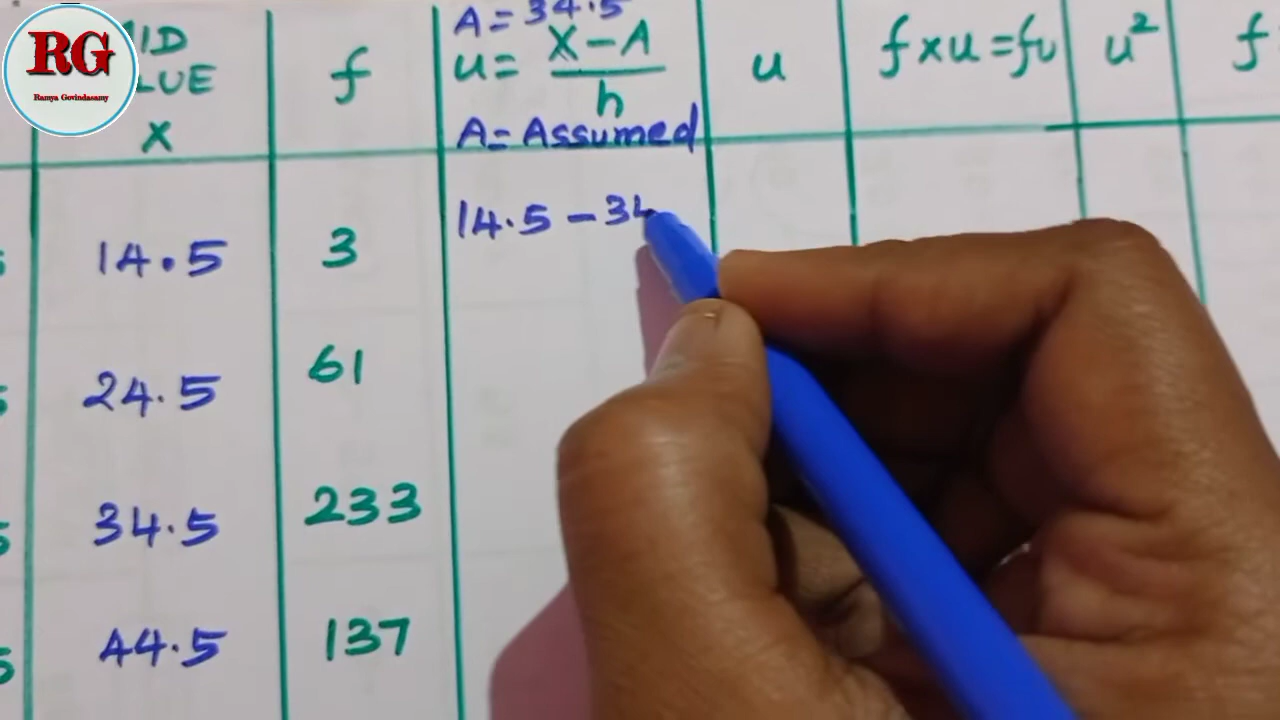 RG
Ramya Govindasamy
X
f
A = 34.5
u = X - A / h
A = Assumed
u
f x u = fu
u²
f
14.5
3
14.5 - 34
24.5
61
34.5
233
44.5
137